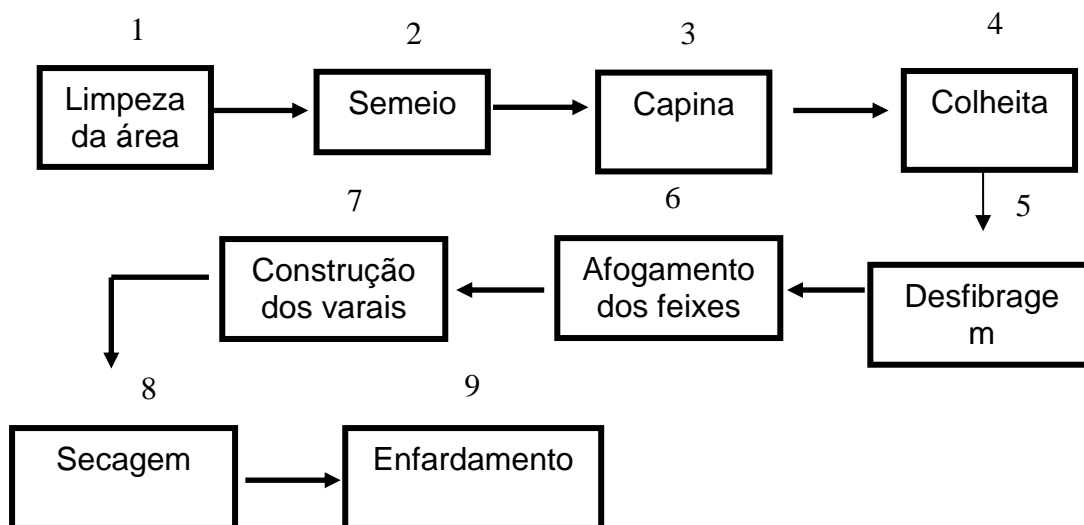 1
2
3
4
Limpeza
da área
Semeio
Capina
Colheita
7
6
5
Construção
dos varais
Afogamento
dos feixes
Desfibrage
m
8
9
Secagem
Enfardamento